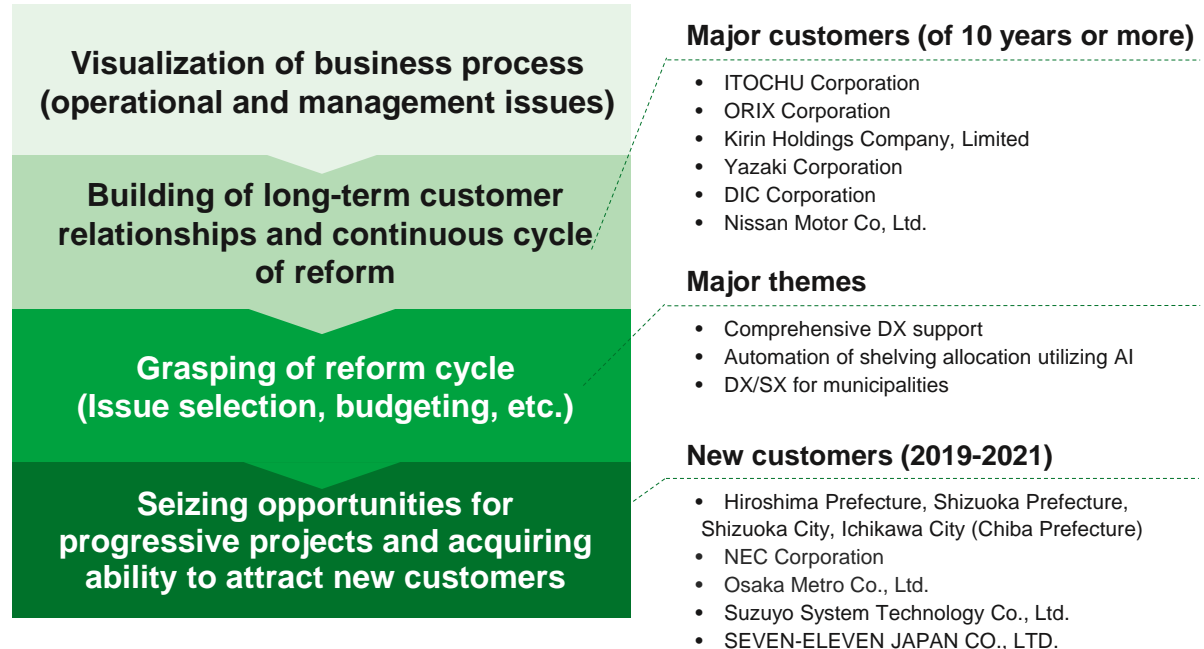 Visualization of business process
(operational and management issues)
Building of long-term customer
relationships and continuous cycle
of reform
Grasping of reform cycle
(Issue selection, budgeting, etc.)
Seizing opportunities for
progressive projects and acquiring
ability to attract new customers
Major customers (of 10 years or more)
• ITOCHU Corporation
• ORIX Corporation
• Kirin Holdings Company, Limited
• Yazaki Corporation
• DIC Corporation
• Nissan Motor Co, Ltd.
Major themes
• Comprehensive DX support
• Automation of shelving allocation utilizing AI
• DX/SX for municipalities
New customers (2019-2021)
• Hiroshima Prefecture, Shizuoka Prefecture,
Shizuoka City, Ichikawa City (Chiba Prefecture)
• NEC Corporation
• Osaka Metro Co., Ltd.
• Suzuyo System Technology Co., Ltd.
• SEVEN-ELEVEN JAPAN CO., LTD.